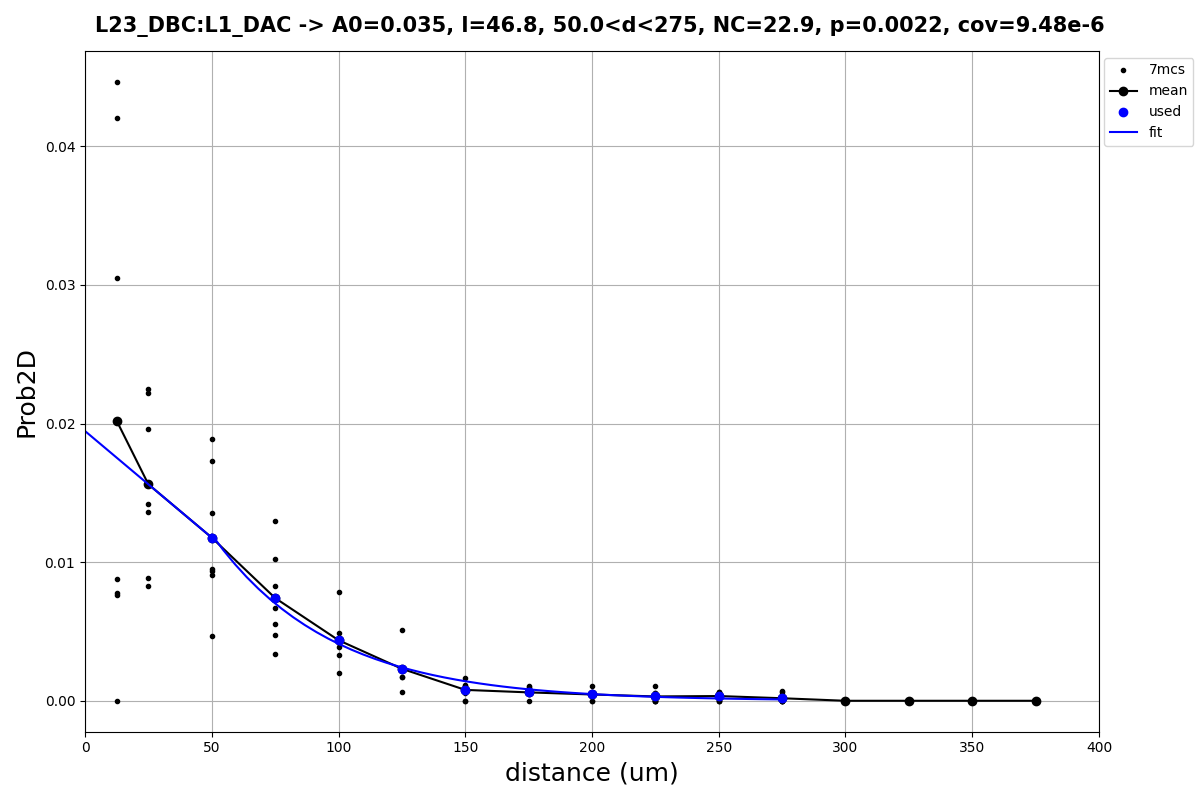 L23_DBC:L1_DAC -> A0=0.035, l=46.8, 50.0<d<275, NC=22.9, p=0.0022, cov=9.48e-6
7mcs
mean
used
fit
Prob2D
0.04
0.03
0.02
0.01
0.00
0 50 100 150 200 250 300 350 400
distance (um)